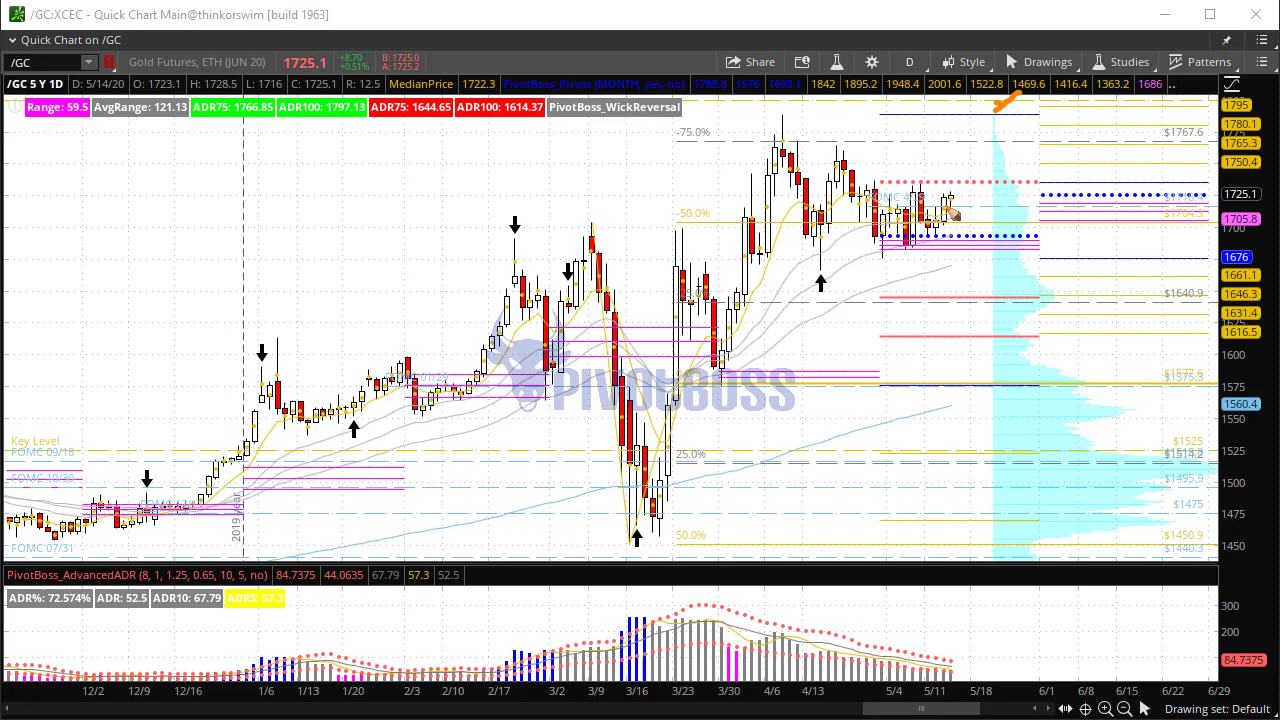 /GC:XCEC - Quick Chart Main@thinkorswim [build 1963]
Quick Chart on /GC
/GC Gold Futures, ETH (JUN 20) 1725.1 +8.70 +0.51% B: 1725.0 A: 1725.2 Share D Style Drawings Studies Patterns
/GC 5 Y 1D D: 5/14/20 O: 1723.1 H: 1728.5 L: 1716 C: 1725.1 R: 12.5 MedianPrice 1722.3 PivotBoss_Pivots (MONTH, yes, no) 1788.8 1576 1693.1 1842 1895.2 1948.4 2001.6 1522.8 1469.6 1416.4 1363.2 1686 ..
Range: 59.5 AvgRange: 121.13 ADR75: 1766.85 ADR100: 1797.13 ADR75: 1644.65 ADR100: 1614.37 PivotBoss_WickReversal
1795
1780.1
-75.0% $1767.6 1775
1765.3
1750.4
1725.1
-50.0% $1704.3 1705.8
1700
1676
1661.1
$1640.9 1646.3
1631.4
1625 1616.5
1600
PIVOTBOSS
$1575.3 1575
1560.4
1550
Key Level $1525 1525
FOMC 09/18 25.0% $1514.2
1500
FOMC 10/30 $1495.9
$1475 1475
2019 year
FOMC 07/31 50.0% $1450.9 1450
$1440.3
PivotBoss_AdvancedADR (8, 1, 1.25, 0.65, 10, 5, no) 84.7375 44.0635 67.79 57.3 52.5
ADR%: 72.574% ADR: 52.5 ADR10: 67.79 ADR5: 57.3
300
200
84.7375
12/2 12/9 12/16 1/6 1/13 1/20 2/3 2/10 2/17 3/2 3/9 3/16 3/23 3/30 4/6 4/13 5/4 5/11 5/18 6/1 6/8 6/15 6/22 6/29
Drawing set: Default